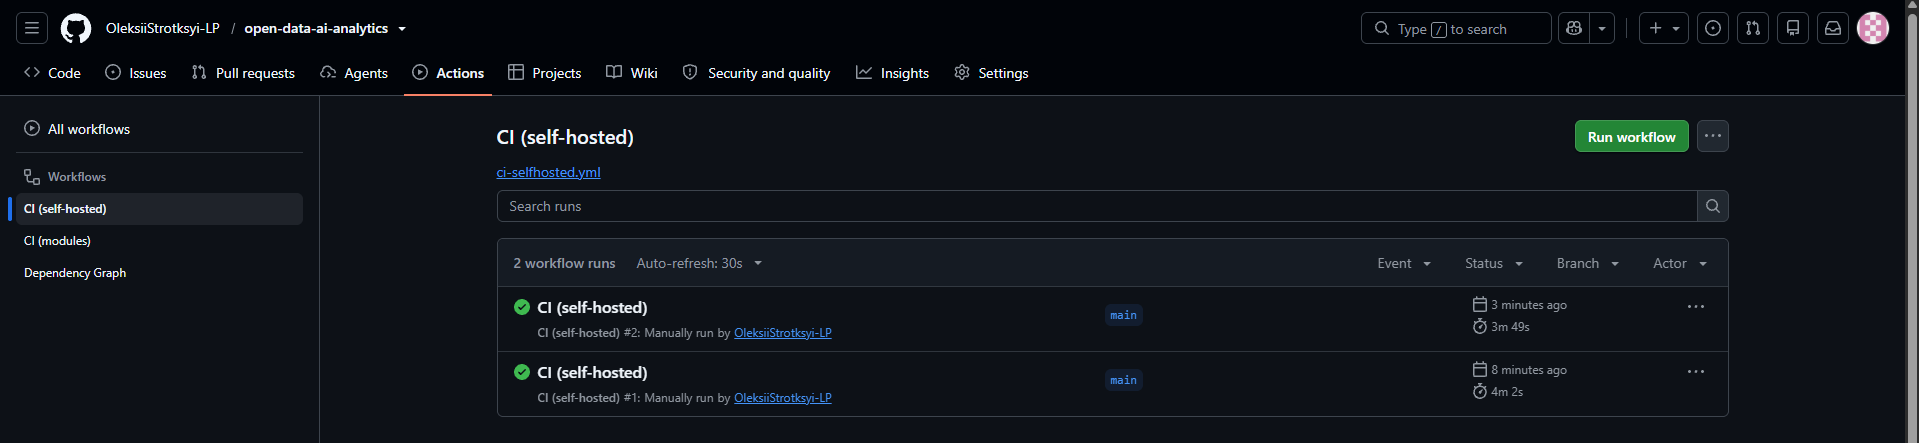 OleksiiStrotksyi-LP / open-data-ai-analytics
Type / to search
Code Issues Pull requests Agents Actions Projects Wiki Security and quality Insights Settings
All workflows
Workflows
CI (self-hosted)
CI (modules)
Dependency Graph
CI (self-hosted)
Run workflow
ci-selfhosted.yml
Search runs
2 workflow runs Auto-refresh: 30s Event Status Branch Actor
CI (self-hosted)
CI (self-hosted) #2: Manually run by OleksiiStrotksyi-LP
main
3 minutes ago
3m 49s
CI (self-hosted)
CI (self-hosted) #1: Manually run by OleksiiStrotksyi-LP
main
8 minutes ago
4m 2s